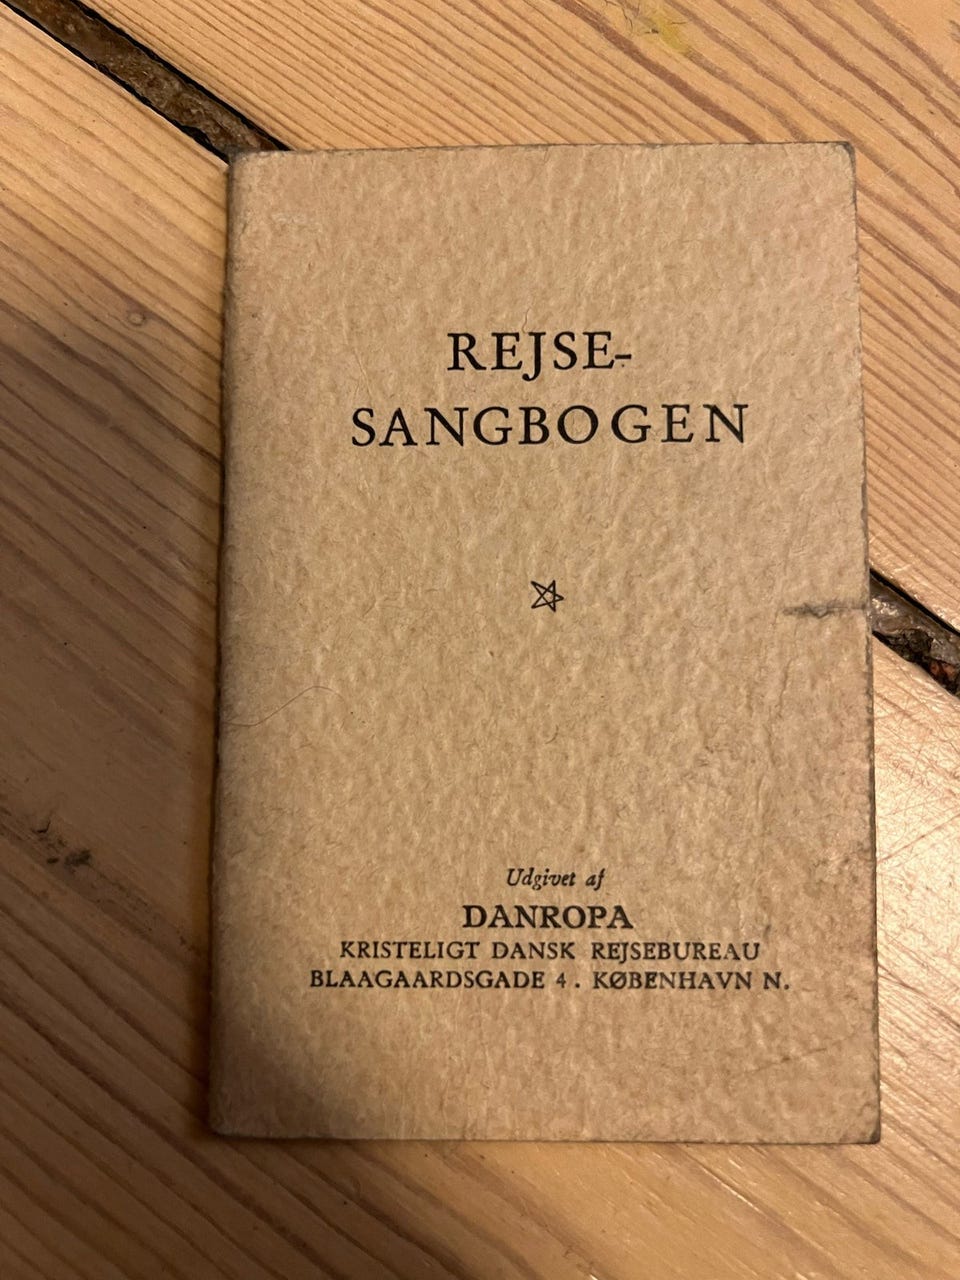 REJSE-
SANGBOGEN
Udgivet af
DANROPA
KRISTELIGT DANSK REJSEBUREAU
BLAAGAARDSGADE 4 . KØBENHAVN N.